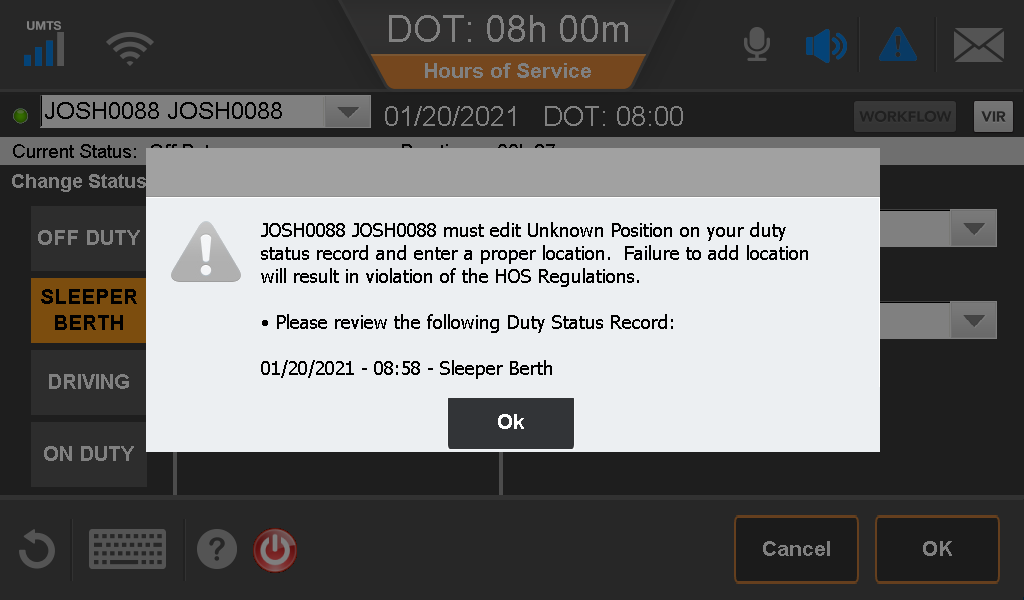 UMTS
DOT: 08h 00m
Hours of Service
JOSH0088 JOSH0088
01/20/2021 DOT: 08:00
WORKFLOW
VIR
Current Status:
Change Status
OFF DUTY
SLEEPER
BERTH
DRIVING
ON DUTY
JOSH0088 JOSH0088 must edit Unknown Position on your duty
status record and enter a proper location. Failure to add location
will result in violation of the HOS Regulations.
• Please review the following Duty Status Record:
01/20/2021 - 08:58 - Sleeper Berth
Ok
?
Cancel
OK